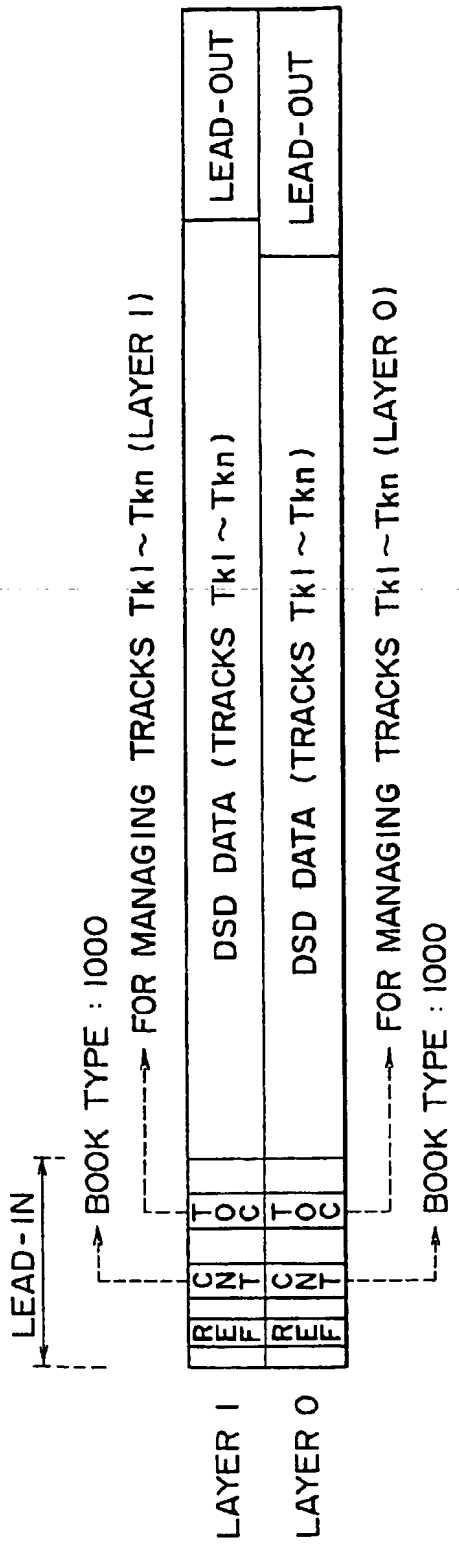 LEAD-IN
BOOK TYPE : 1000
FOR MANAGING TRACKS Tk1~Tkn (LAYER 1)
LAYER 1
REF
CNT
TOC
DSD DATA (TRACKS Tk1~Tkn)
LEAD-OUT
LAYER 0
REF
CNT
TOC
DSD DATA (TRACKS Tk1~Tkn)
LEAD-OUT
FOR MANAGING TRACKS Tk1~Tkn (LAYER 0)
BOOK TYPE : 1000